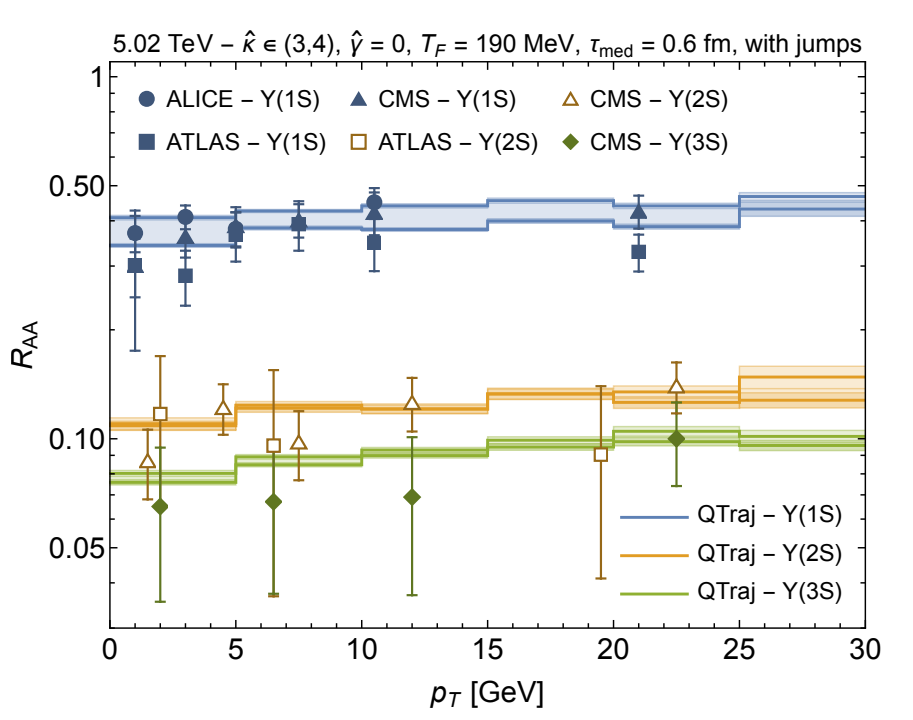 5.02 TeV – κ̂ ∈ (3,4), γ̂ = 0, T_F = 190 MeV, τ_med = 0.6 fm, with jumps
ALICE – Υ(1S)
CMS – Υ(1S)
CMS – Υ(2S)
ATLAS – Υ(1S)
ATLAS – Υ(2S)
CMS – Υ(3S)
1
0.50
0.10
0.05
R_AA
QTraj – Υ(1S)
QTraj – Υ(2S)
QTraj – Υ(3S)
0 5 10 15 20 25 30
p_T [GeV]